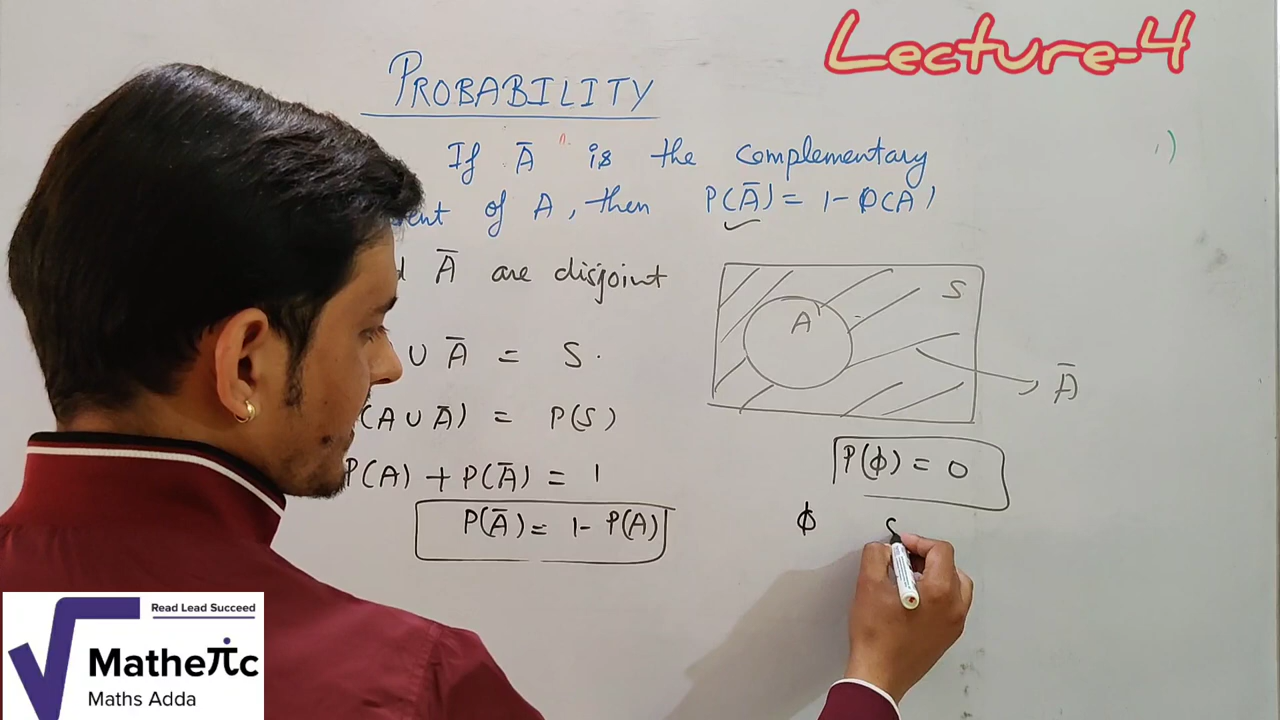 Lecture-4
PROBABILITY
If Ā is the complementary
of A, then P(Ā) = 1-P(A)
Ā are disjoint
S
A
∪ Ā = S.
Ā
(A∪Ā) = P(S)
P(ϕ) = 0
P(A) + P(Ā) = 1
P(Ā) = 1- P(A)
ϕ
Read Lead Succeed
Matheπc
Maths Adda